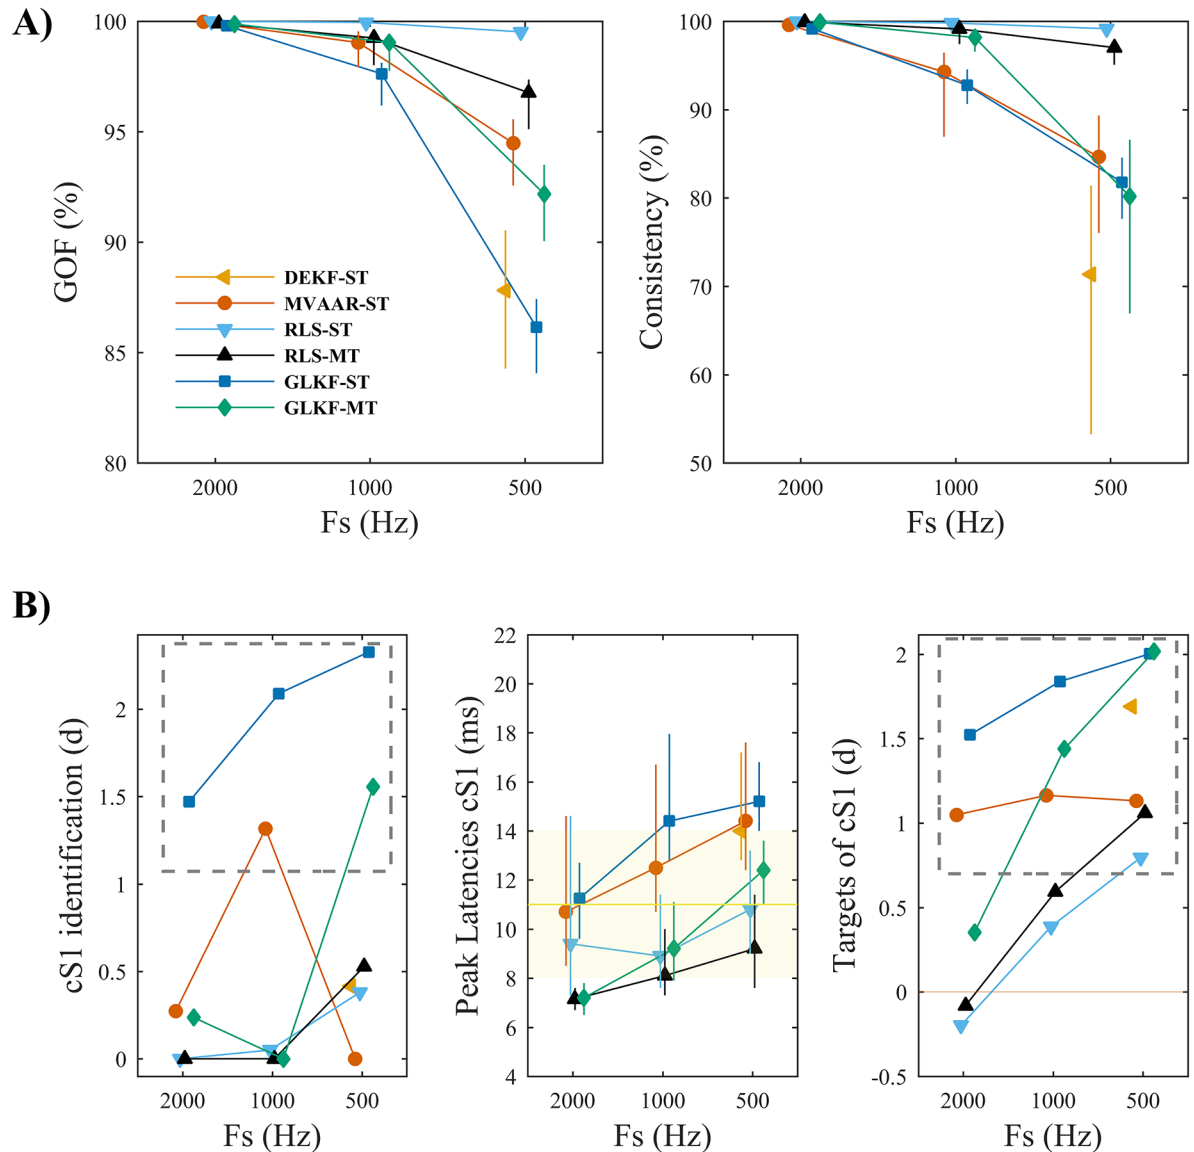 A)
100
95
90
85
80
GOF (%)
2000
1000
500
Fs (Hz)
DEKF-ST
MVAAR-ST
RLS-ST
RLS-MT
GLKF-ST
GLKF-MT
100
90
80
70
60
50
Consistency (%)
2000
1000
500
Fs (Hz)
B)
2
1.5
1
0.5
0
cS1 identification (d)
2000
1000
500
Fs (Hz)
22
20
18
16
14
12
10
8
6
4
Peak Latencies cS1 (ms)
2000
1000
500
Fs (Hz)
2
1.5
1
0.5
0
-0.5
Targets of cS1 (d)
2000
1000
500
Fs (Hz)